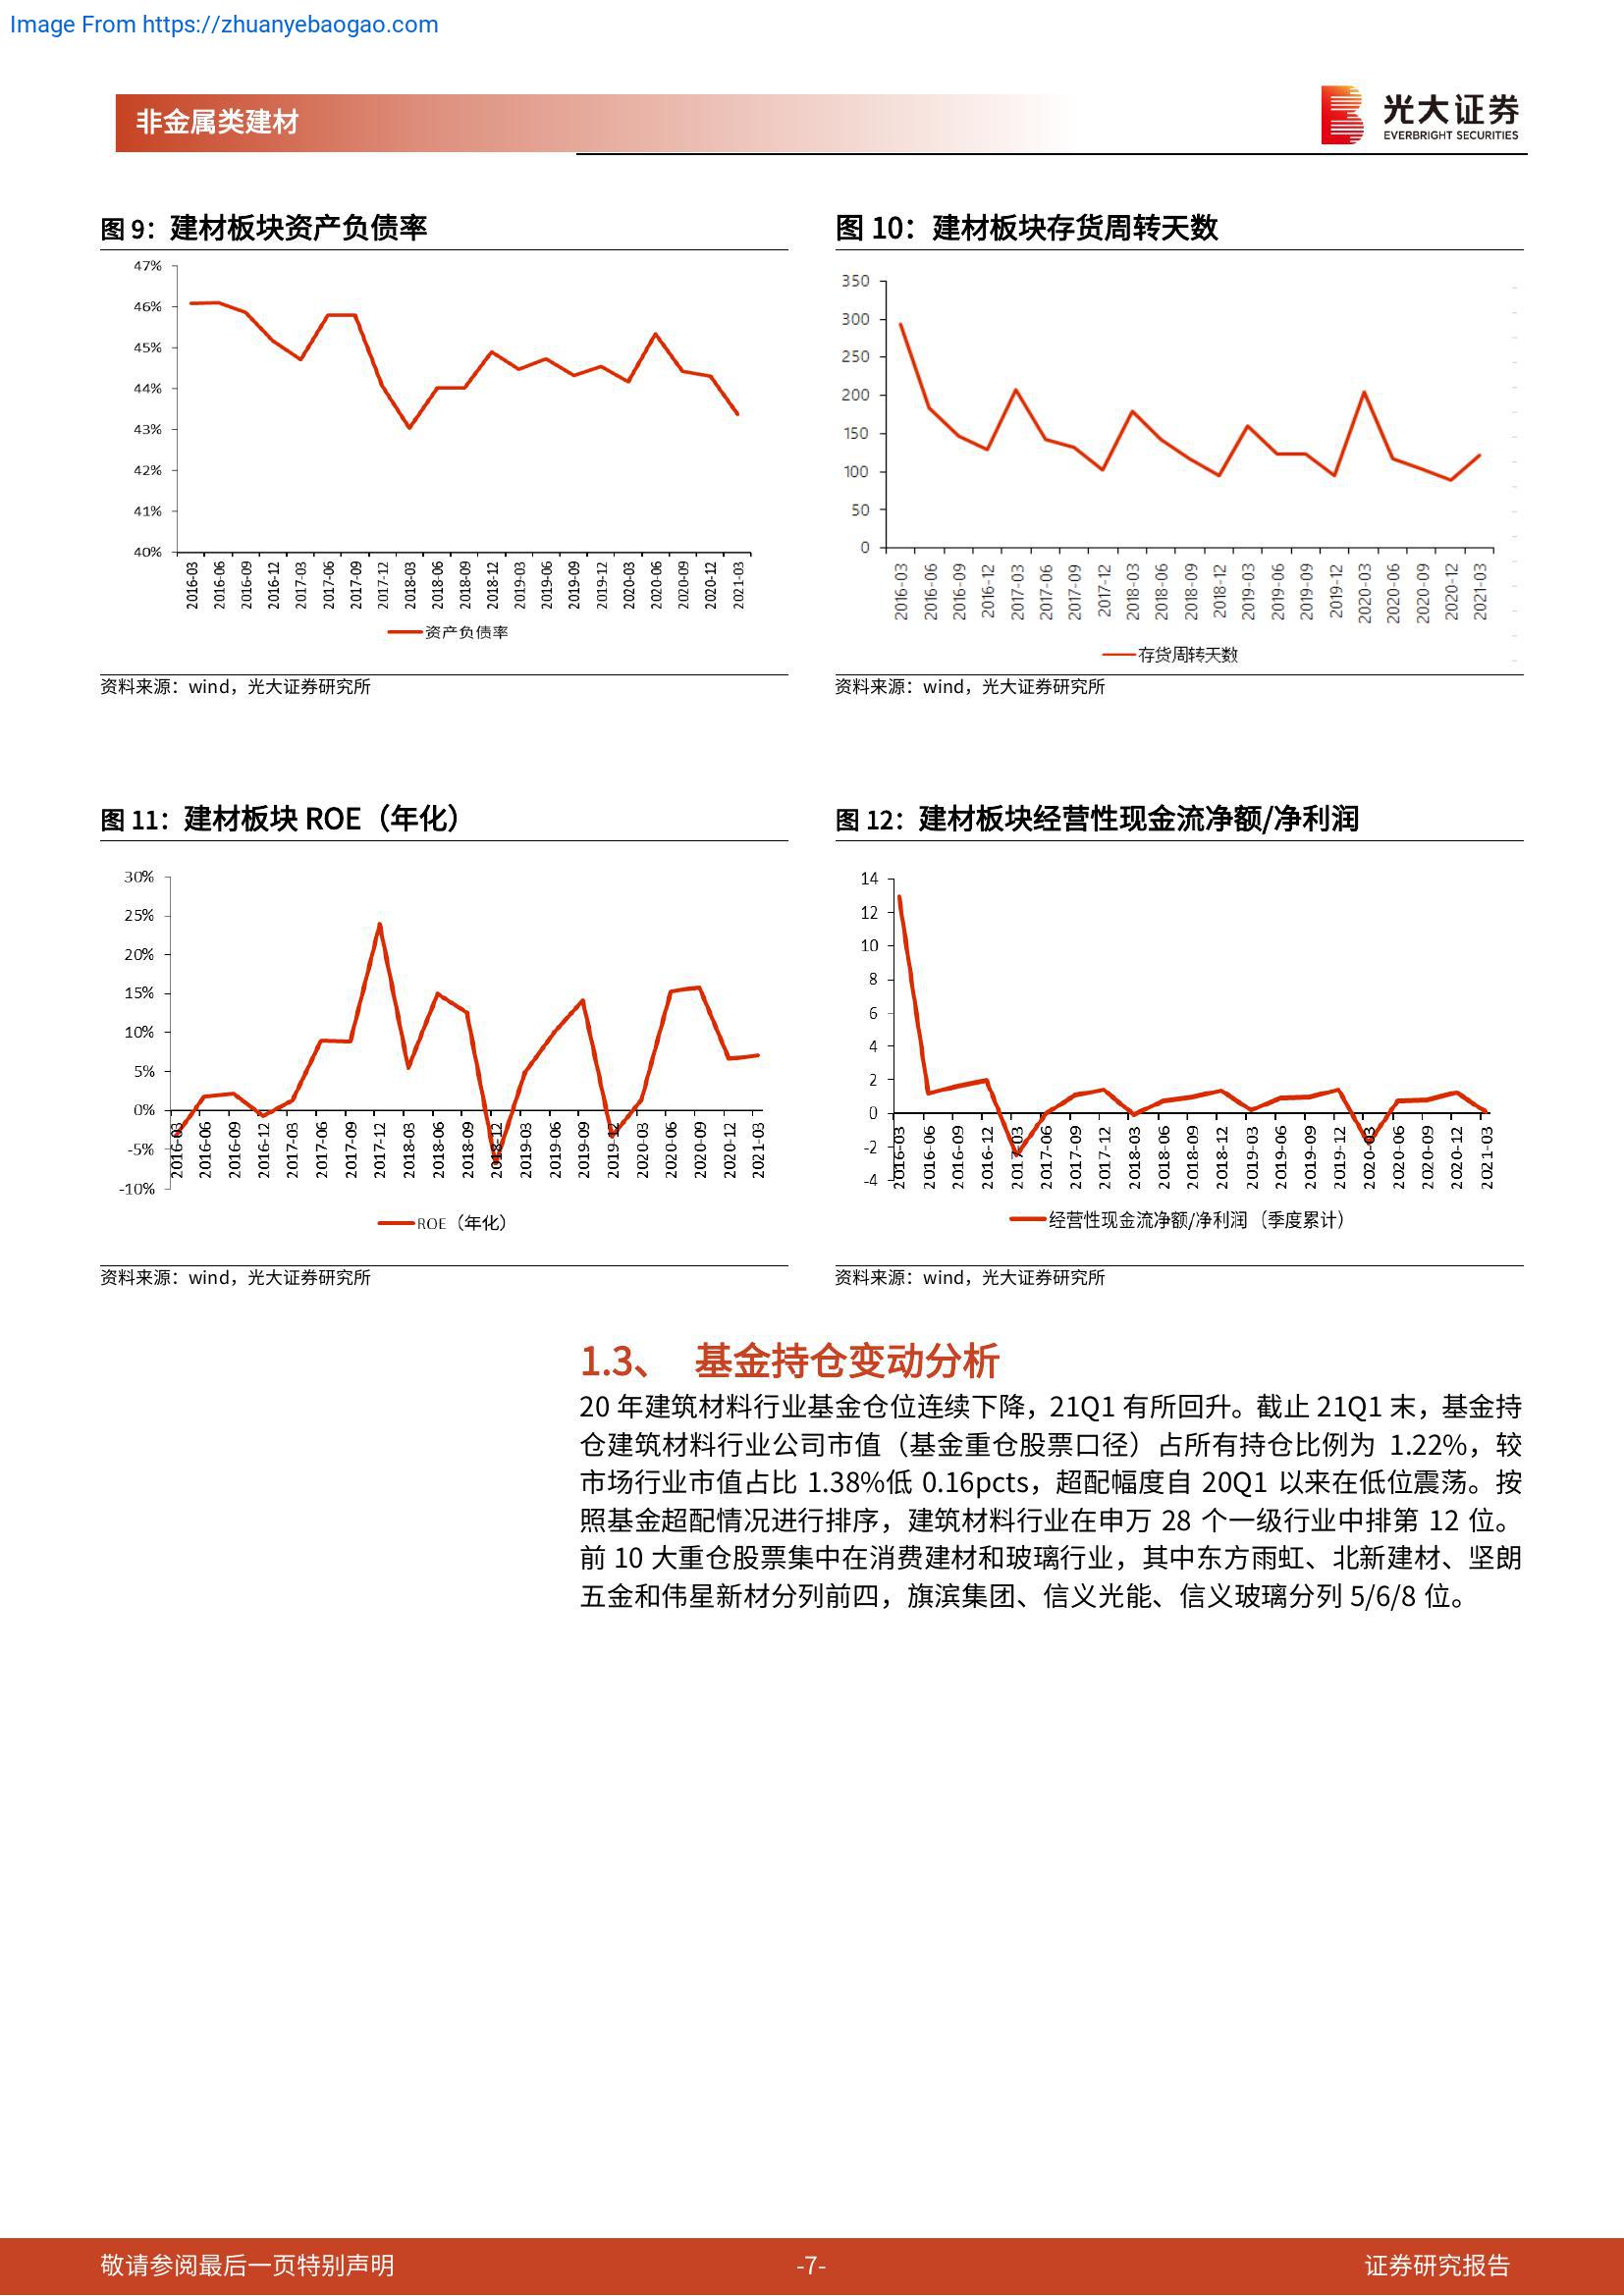 Image From https://zhuanyebaogao.com
非金属类建材
光大证券
EVERBRIGHT SECURITIES
图 9：建材板块资产负债率
47%
46%
45%
44%
43%
42%
41%
40%
2016-03 2016-06 2016-09 2016-12 2017-03 2017-06 2017-09 2017-12 2018-03 2018-06 2018-09 2018-12 2019-03 2019-06 2019-09 2019-12 2020-03 2020-06 2020-09 2020-12 2021-03
资产负债率
资料来源：wind，光大证券研究所
图 10：建材板块存货周转天数
350
300
250
200
150
100
50
0
2016-03 2016-06 2016-09 2016-12 2017-03 2017-06 2017-09 2017-12 2018-03 2018-06 2018-09 2018-12 2019-03 2019-06 2019-09 2019-12 2020-03 2020-06 2020-09 2020-12 2021-03
存货周转天数
资料来源：wind，光大证券研究所
图 11：建材板块 ROE（年化）
30%
25%
20%
15%
10%
5%
0%
-5%
-10%
2016-03 2016-06 2016-09 2016-12 2017-03 2017-06 2017-09 2017-12 2018-03 2018-06 2018-09 2018-12 2019-03 2019-06 2019-09 2019-12 2020-03 2020-06 2020-09 2020-12 2021-03
ROE（年化）
资料来源：wind，光大证券研究所
图 12：建材板块经营性现金流净额/净利润
14
12
10
8
6
4
2
0
-2
-4
2016-03 2016-06 2016-09 2016-12 2017-03 2017-06 2017-09 2017-12 2018-03 2018-06 2018-09 2018-12 2019-03 2019-06 2019-09 2019-12 2020-03 2020-06 2020-09 2020-12 2021-03
经营性现金流净额/净利润（季度累计）
资料来源：wind，光大证券研究所
1.3、 基金持仓变动分析
20 年建筑材料行业基金仓位连续下降，21Q1 有所回升。截止 21Q1 末，基金持
仓建筑材料行业公司市值（基金重仓股票口径）占所有持仓比例为 1.22%，较
市场行业市值占比 1.38%低 0.16pcts，超配幅度自 20Q1 以来在低位震荡。按
照基金超配情况进行排序，建筑材料行业在申万 28 个一级行业中排第 12 位。
前 10 大重仓股票集中在消费建材和玻璃行业，其中东方雨虹、北新建材、坚朗
五金和伟星新材分列前四，旗滨集团、信义光能、信义玻璃分列 5/6/8 位。
敬请参阅最后一页特别声明
-7-
证券研究报告